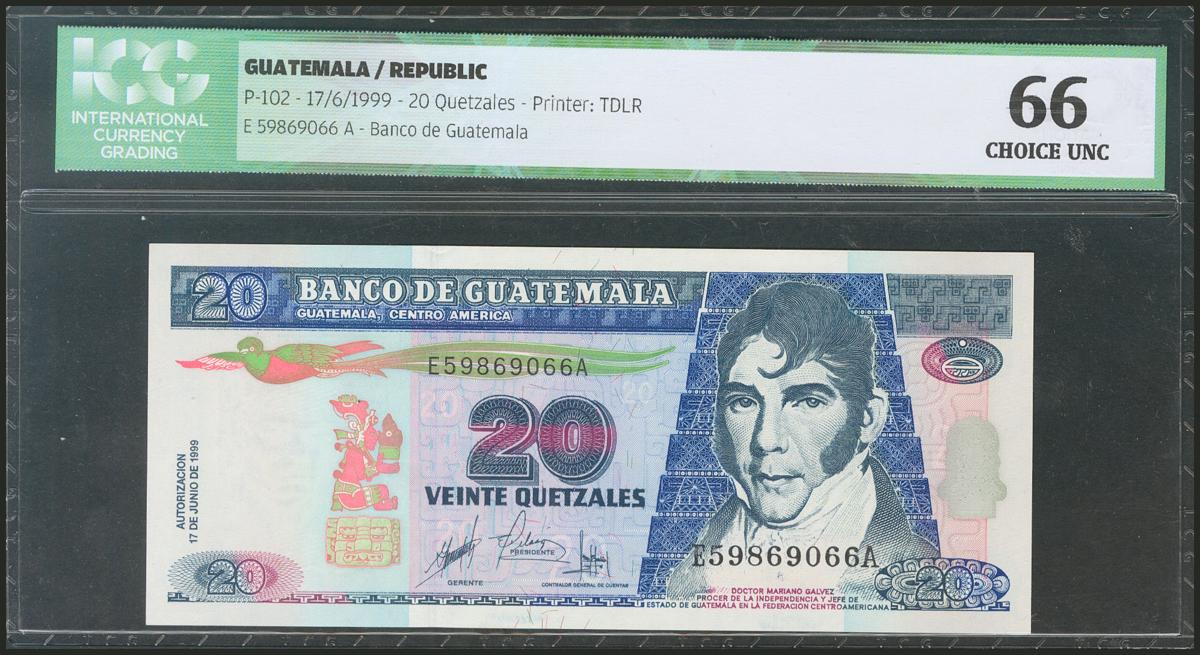 ICG
INTERNATIONAL
CURRENCY
GRADING
GUATEMALA / REPUBLIC
P-102 - 17/6/1999 - 20 Quetzales - Printer: TDLR
E 59869066 A - Banco de Guatemala
66
CHOICE UNC
20
BANCO DE GUATEMALA
GUATEMALA, CENTRO AMERICA
E59869066A
20
20
20
VEINTE QUETZALES
AUTORIZACION
17 DE JUNIO DE 1999
20
GERENTE
PRESIDENTE
CONTRALOR GENERAL DE CUENTAS
E59869066A
20
20
DOCTOR MARIANO GALVEZ
PROCER DE LA INDEPENDENCIA Y JEFE DE
ESTADO DE GUATEMALA EN LA FEDERACION CENTROAMERICANA